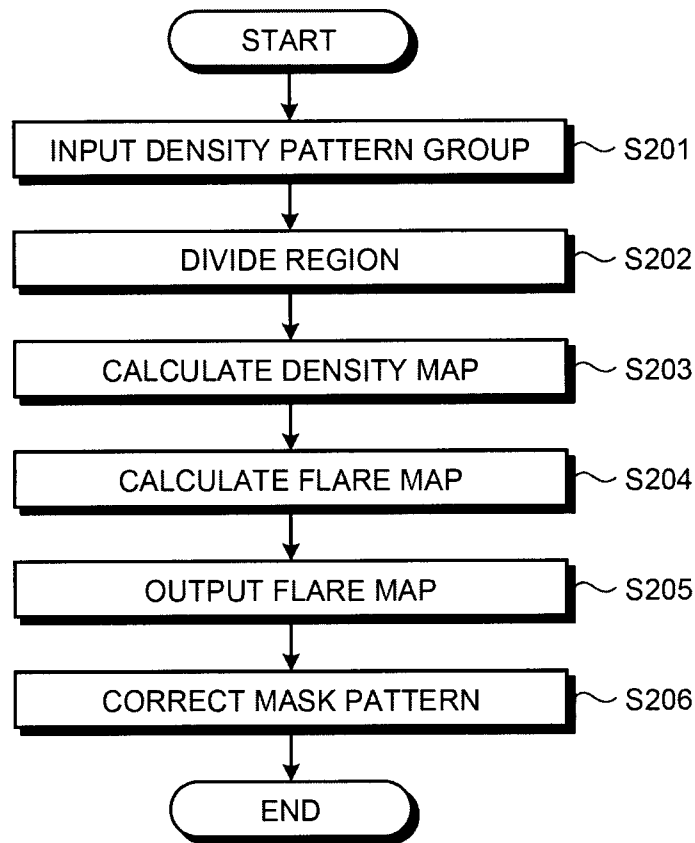 START
INPUT DENSITY PATTERN GROUP S201
DIVIDE REGION S202
CALCULATE DENSITY MAP S203
CALCULATE FLARE MAP S204
OUTPUT FLARE MAP S205
CORRECT MASK PATTERN S206
END